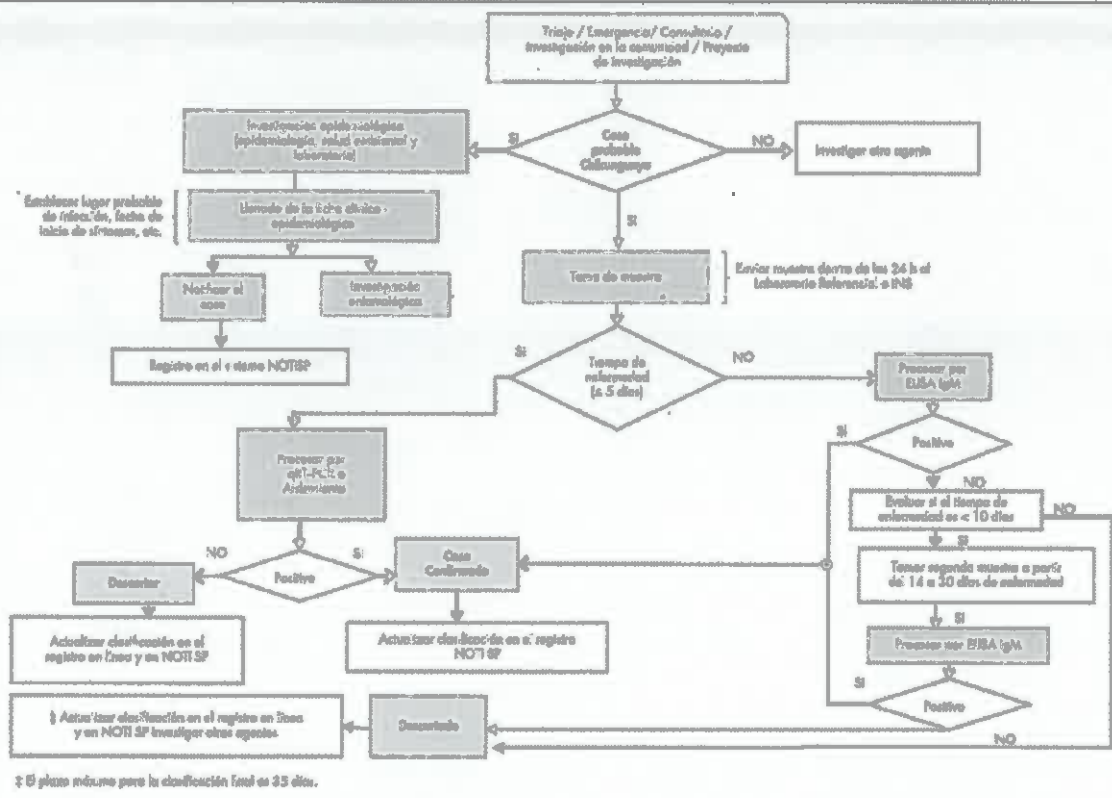 Triaje / Emergencia/ Consultorio /
Investigación en la comunidad / Proyecto
de Investigación
Investigación epidemiológica
(epidemiología, salud ambiental y
laboratorio)
SI
Caso
probable
Chikungunya
NO
Investigar otro agente
* Establecer lugar probable
de infección, fecha de
inicio de síntomas, etc.
Llenado de la ficha clínica -
epidemiológica
SI
Notificar el
caso
Investigación
entomológica
Toma de muestra
Enviar muestra dentro de las 24 h al
Laboratorio Referencial o INS
Registro en el sistema NOTISP
SI
Tiempo de
enfermedad
(≤ 5 días)
NO
Procesar por
ELISA IgM
SI
Positivo
NO
Procesar por
qRT-PCR o
Aislamiento
Evaluar si el tiempo de
enfermedad es < 10 días
NO
SI
NO
Positivo
SI
Caso
Confirmado
Descartar
Tomar segunda muestra a partir
de 14 a 30 días de enfermedad
SI
Actualizar clasificación en el
registro en línea y en NOTI SP
Actualizar clasificación en el registro
NOTI SP
Procesar por ELISA IgM
SI
Positivo
NO
‡ Actualizar clasificación en el registro en línea
y en NOTI SP Investigar otros agentes
Descartado
‡ El plazo máximo para la clasificación final es 35 días.